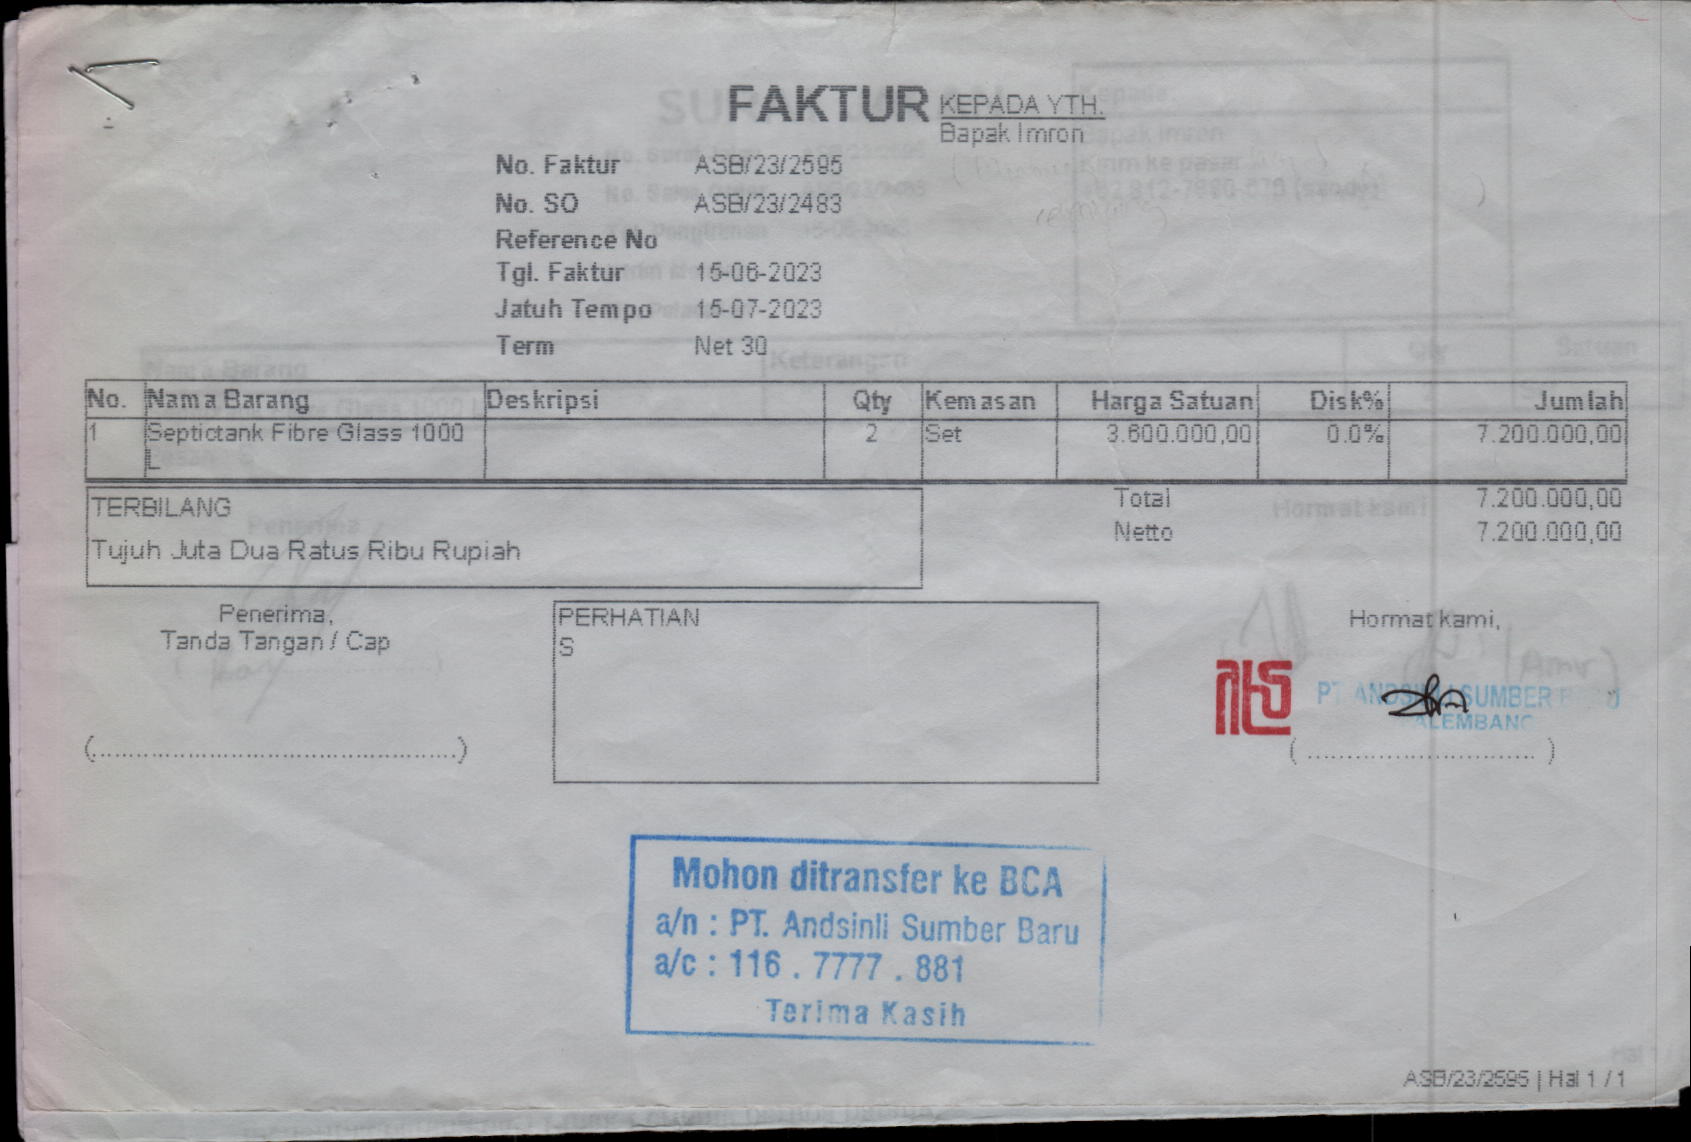 FAKTUR
KEPADA YTH.
Bapak Imron
No. Faktur ASB/23/2595
No. SO ASB/23/2483
Reference No
Tgl. Faktur 15-06-2023
Jatuh Tempo 15-07-2023
Term Net 30
No. Nama Barang Deskripsi Qty Kemasan Harga Satuan Disk% Jumlah
1 Septictank Fibre Glass 1000 2 Set 3.600.000,00 0.0% 7.200.000,00
L
TERBILANG
Tujuh Juta Dua Ratus Ribu Rupiah
Total 7.200.000,00
Netto 7.200.000,00
Penerima,
Tanda Tangan / Cap
(..............................................)
PERHATIAN
S
Hormat kami,
PT ANDSINLI SUMBER BARU
PALEMBANG
( ............................. )
Mohon ditransfer ke BCA
a/n : PT. Andsinli Sumber Baru
a/c : 116 . 7777 . 881
Terima Kasih
ASB/23/2595 | Hal 1 / 1